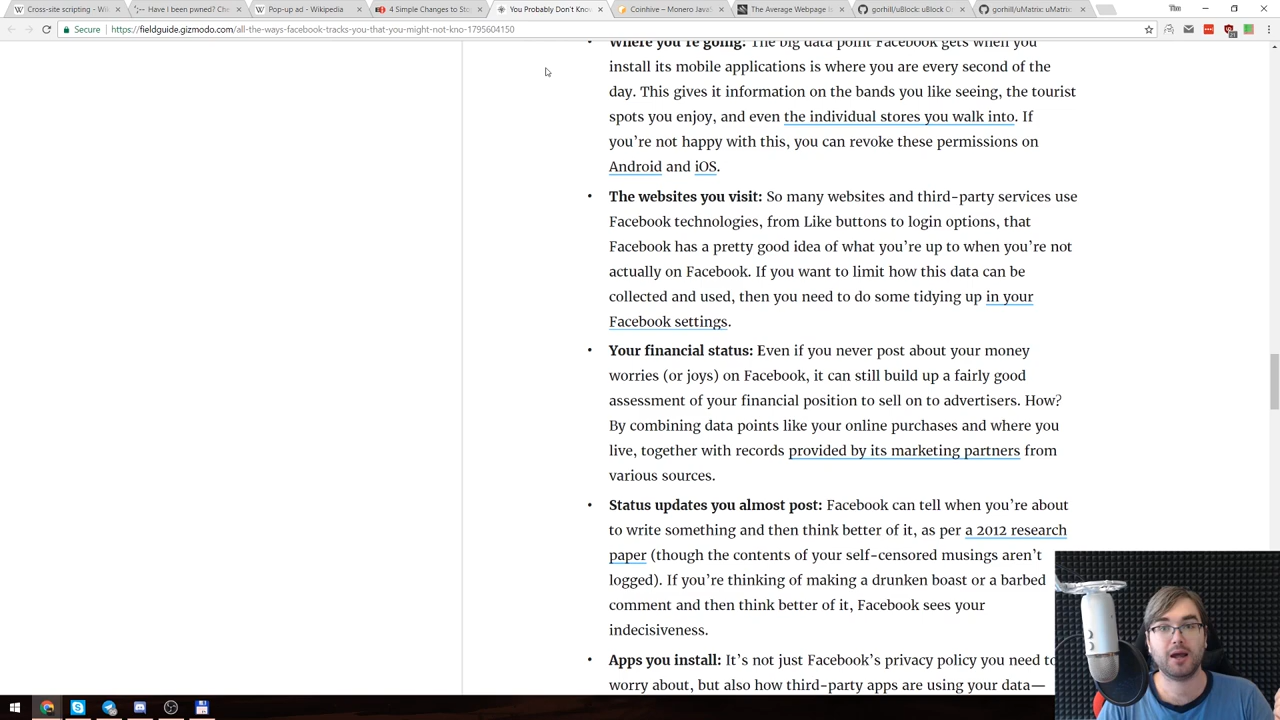 Cross-site scripting - Wi
Have I been pwned? Che
Pop-up ad - Wikipedia
4 Simple Changes to Sto
You Probably Don't Know
Coinhive – Monero JavaS
The Average Webpage Is
gorhill/uBlock: uBlock O
gorhill/uMatrix: uMatrix
Tim
Secure https://fieldguide.gizmodo.com/all-the-ways-facebook-tracks-you-that-you-might-not-kno-1795604150
• Where you're going: The big data point Facebook gets when you
install its mobile applications is where you are every second of the
day. This gives it information on the bands you like seeing, the tourist
spots you enjoy, and even the individual stores you walk into. If
you're not happy with this, you can revoke these permissions on
Android and iOS.
• The websites you visit: So many websites and third-party services use
Facebook technologies, from Like buttons to login options, that
Facebook has a pretty good idea of what you're up to when you're not
actually on Facebook. If you want to limit how this data can be
collected and used, then you need to do some tidying up in your
Facebook settings.
• Your financial status: Even if you never post about your money
worries (or joys) on Facebook, it can still build up a fairly good
assessment of your financial position to sell on to advertisers. How?
By combining data points like your online purchases and where you
live, together with records provided by its marketing partners from
various sources.
• Status updates you almost post: Facebook can tell when you're about
to write something and then think better of it, as per a 2012 research
paper (though the contents of your self-censored musings aren't
logged). If you're thinking of making a drunken boast or a barbed
comment and then think better of it, Facebook sees your
indecisiveness.
• Apps you install: It's not just Facebook's privacy policy you need to
worry about, but also how third-party apps are using your data—